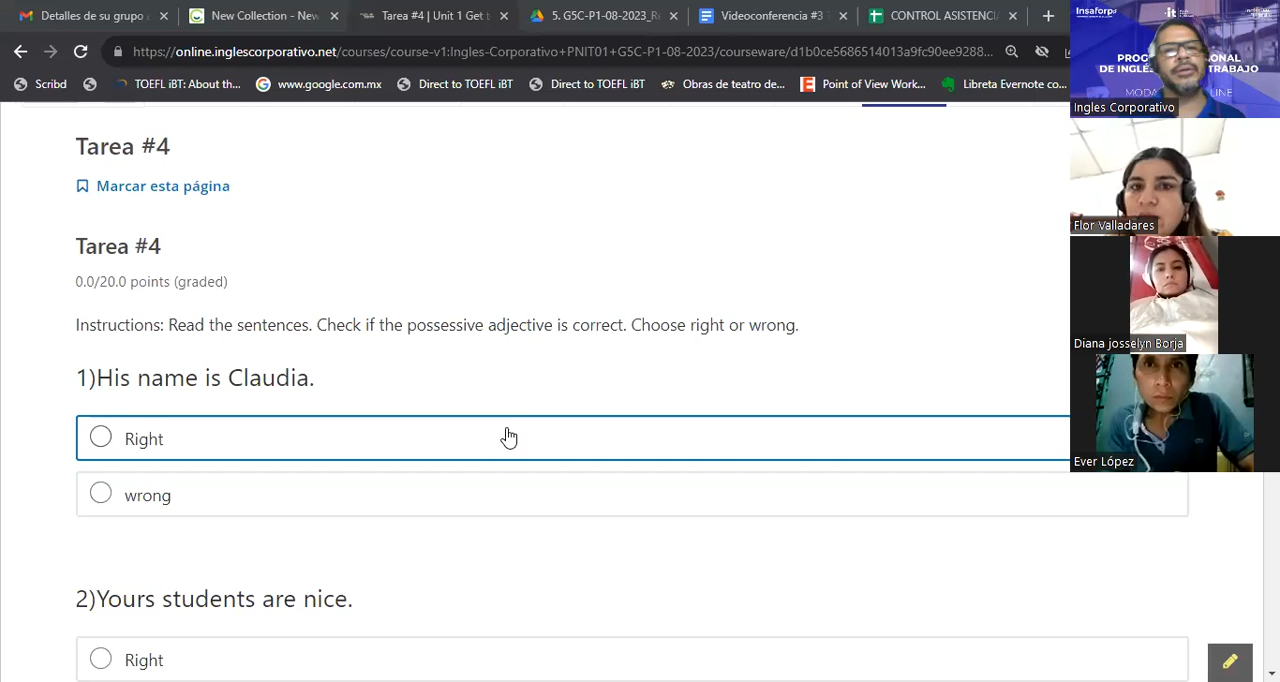 Detalles de su grupo
New Collection - New
Tarea #4 | Unit 1 Get t
5. G5C-P1-08-2023_R
Videoconferencia #3 T
CONTROL ASISTENCI
https://online.inglescorporativo.net/courses/course-v1:Ingles-Corporativo+PNIT01+G5C-P1-08-2023/courseware/d1b0ce5686514013a9fc90ee9288...
Scribd
TOEFL iBT: About th...
www.google.com.mx
Direct to TOEFL iBT
Direct to TOEFL iBT
Obras de teatro de...
Point of View Work...
Libreta Evernote co...
Insaforp
.it
Ingles Corporativo
Flor Valladares
Diana josselyn Borja
Ever López
Tarea #4
Marcar esta página
Tarea #4
0.0/20.0 points (graded)
Instructions: Read the sentences. Check if the possessive adjective is correct. Choose right or wrong.
1)His name is Claudia.
Right
wrong
2)Yours students are nice.
Right